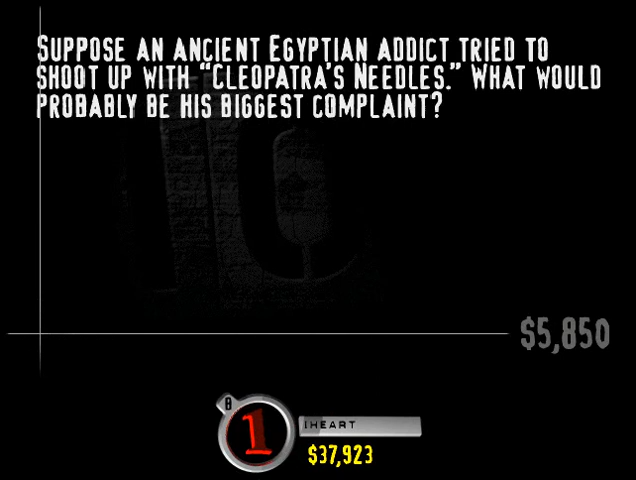 Suppose an ancient Egyptian addict tried to
shoot up with “Cleopatra’s Needles.” What would
probably be his biggest complaint?
10
$5,850
8
1
IHEART
$37,923